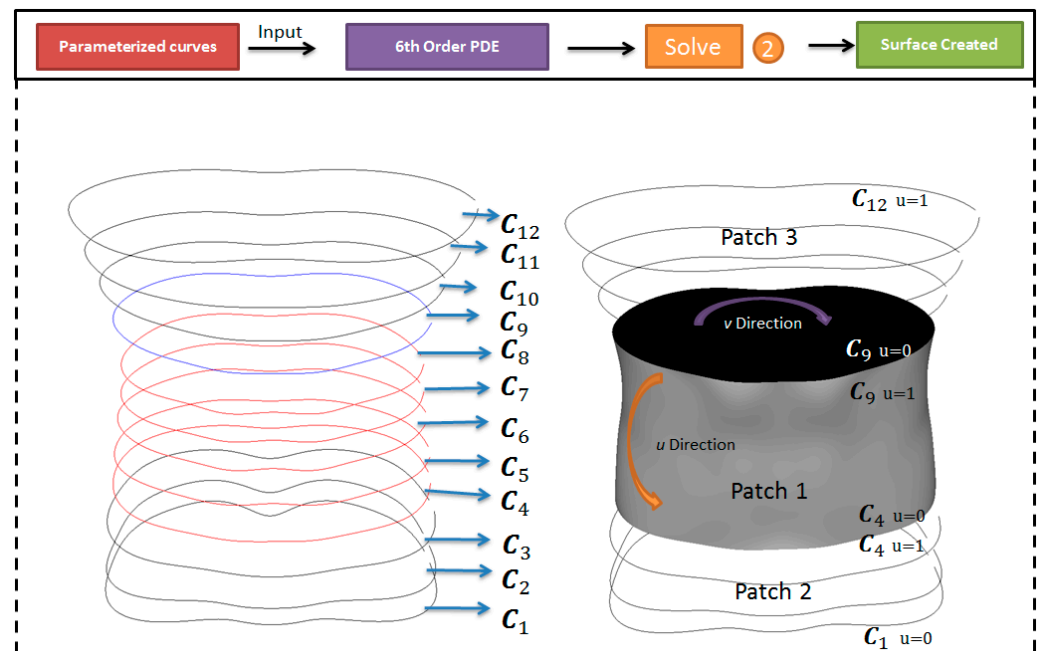 Parameterized curves
Input
6th Order PDE
Solve
2
Surface Created
C12
C11
C10
C9
C8
C7
C6
C5
C4
C3
C2
C1
C12 u=1
Patch 3
v Direction
C9 u=0
C9 u=1
u Direction
Patch 1
C4 u=0
C4 u=1
Patch 2
C1 u=0